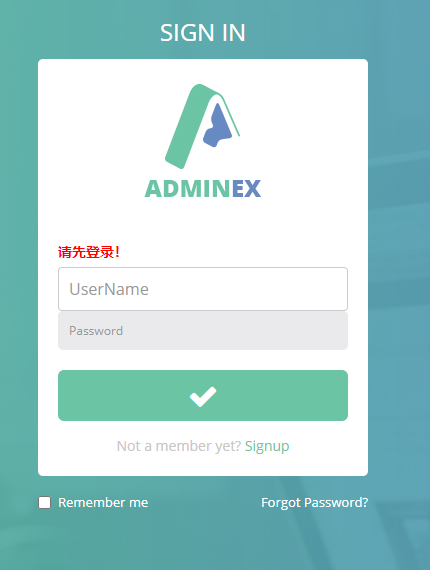 SIGN IN
ADMINEX
请先登录!
UserName
Password
Not a member yet? Signup
Remember me
Forgot Password?